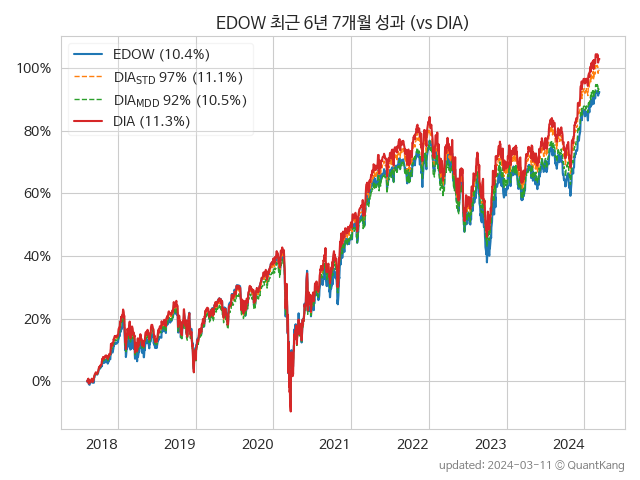 EDOW 최근 6년 7개월 성과 (vs DIA)
EDOW (10.4%)
DIA_STD 97% (11.1%)
DIA_MDD 92% (10.5%)
DIA (11.3%)
100%
80%
60%
40%
20%
0%
2018 2019 2020 2021 2022 2023 2024
updated: 2024-03-11 © QuantKang